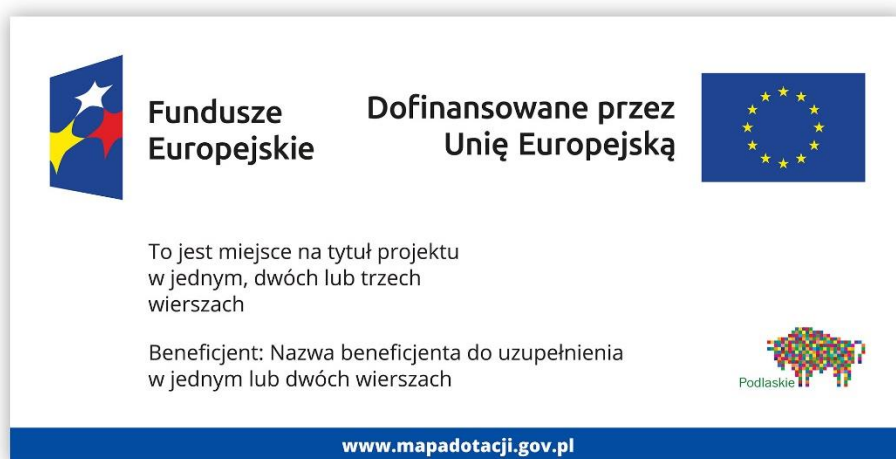 Fundusze
Europejskie
Dofinansowane przez
Unię Europejską
To jest miejsce na tytuł projektu
w jednym, dwóch lub trzech
wierszach
Beneficjent: Nazwa beneficjenta do uzupełnienia
w jednym lub dwóch wierszach
Podlaskie
www.mapadotacji.gov.pl